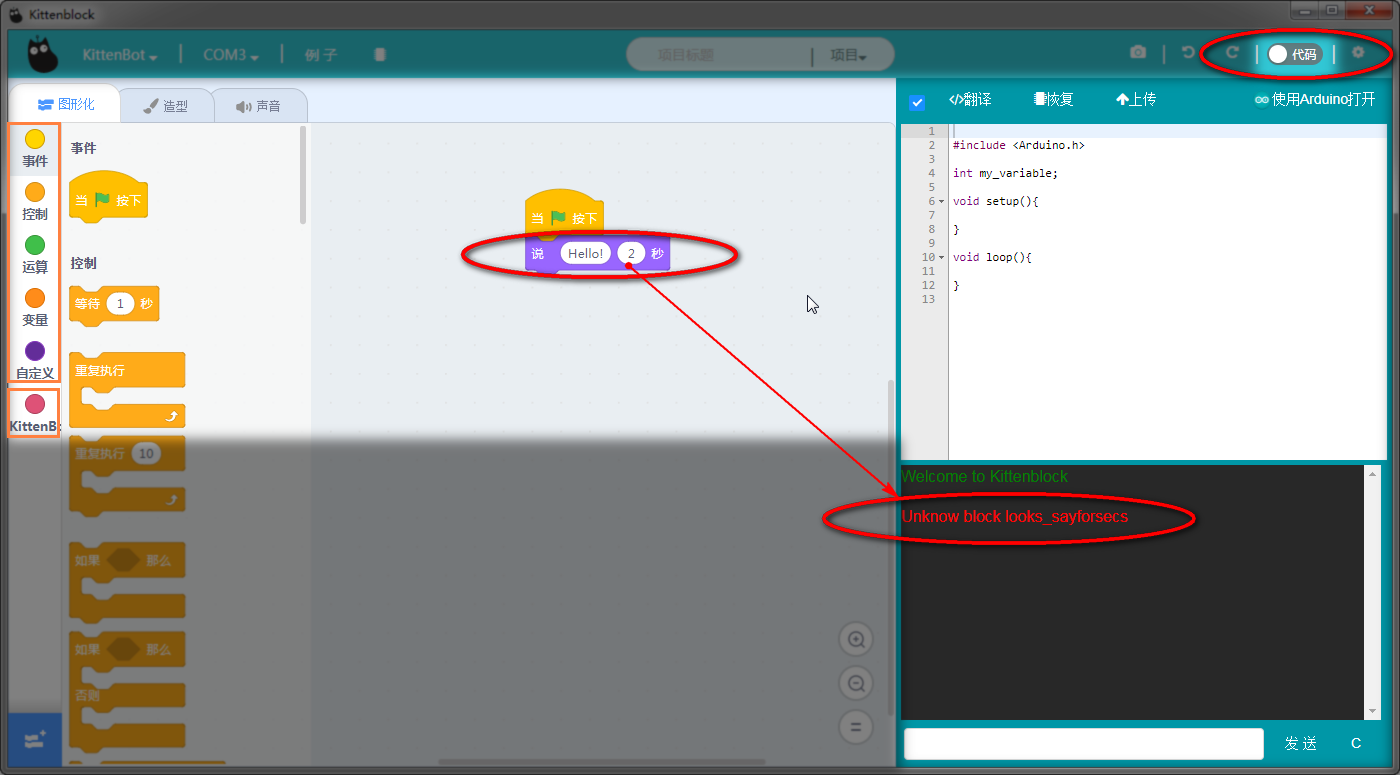 Kittenblock
KittenBot
COM3
例子
项目标题
项目
代码
图形化
造型
声音
</>翻译
恢复
上传
使用Arduino打开
事件
控制
运算
变量
自定义
KittenB
事件
当 按下
控制
等待 1 秒
重复执行
重复执行 10
如果 那么
如果 那么
否则
当 按下
说 Hello! 2 秒
1
2 #include <Arduino.h>
3
4 int my_variable;
5
6 void setup(){
7
8 }
9
10 void loop(){
11
12 }
13
Welcome to Kittenblock
Unknow block looks_sayforsecs
发送
C